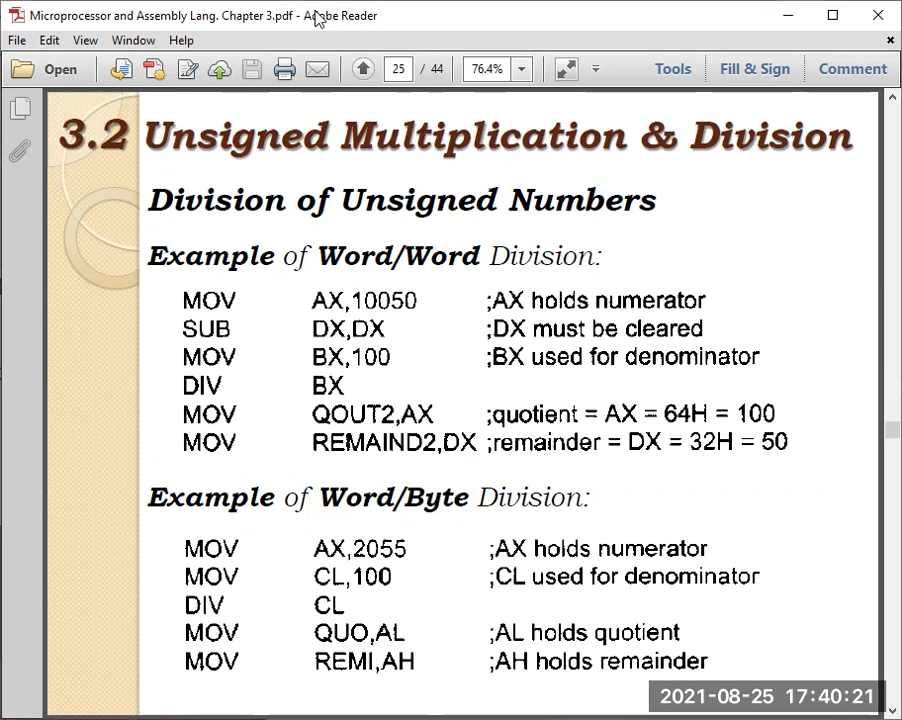 Microprocessor and Assembly Lang. Chapter 3.pdf - Adobe Reader
File Edit View Window Help
Open 25 / 44 76.4% Tools Fill & Sign Comment
3.2 Unsigned Multiplication & Division
Division of Unsigned Numbers
Example of Word/Word Division:
MOV AX,10050 ;AX holds numerator
SUB DX,DX ;DX must be cleared
MOV BX,100 ;BX used for denominator
DIV BX
MOV QOUT2,AX ;quotient = AX = 64H = 100
MOV REMAIND2,DX ;remainder = DX = 32H = 50
Example of Word/Byte Division:
MOV AX,2055 ;AX holds numerator
MOV CL,100 ;CL used for denominator
DIV CL
MOV QUO,AL ;AL holds quotient
MOV REMI,AH ;AH holds remainder
2021-08-25 17:40:21